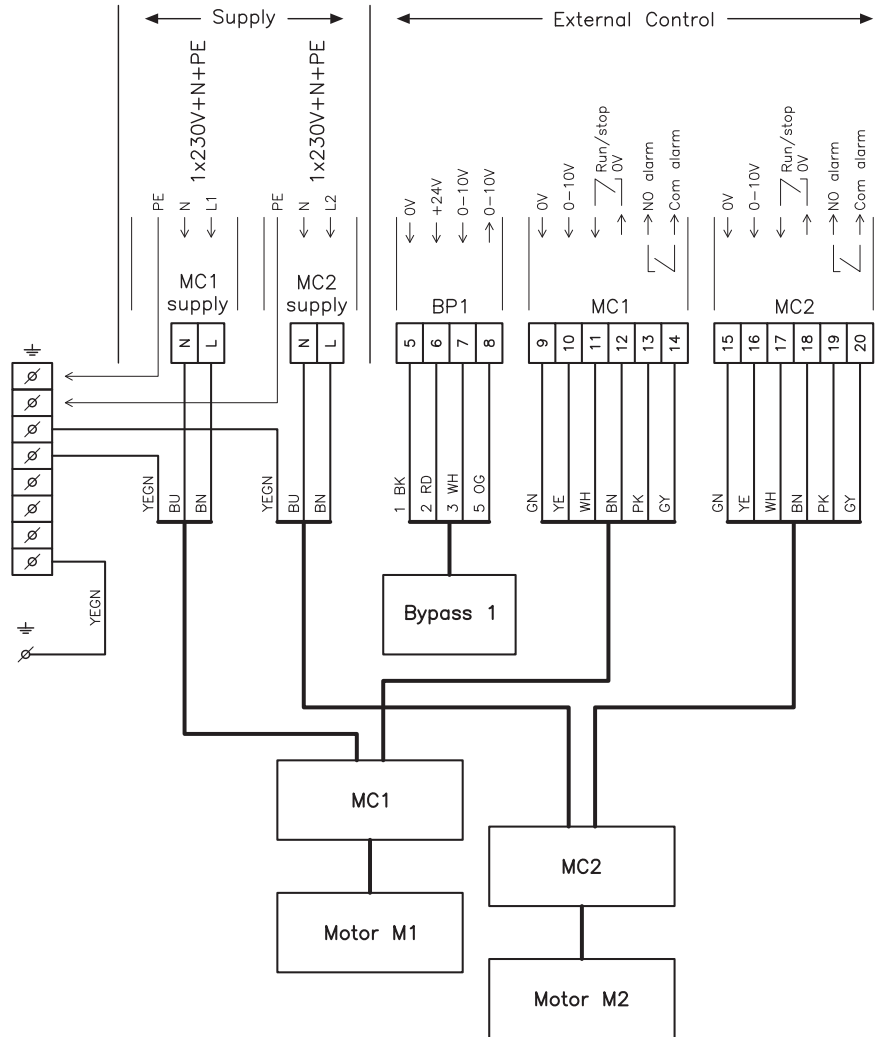 Supply
External Control
1x230V+N+PE
1x230V+N+PE
PE
N
L1
PE
N
L2
0V
+24V
0-10V
0-10V
0V
0-10V
Run/stop
0V
NO alarm
Com alarm
0V
0-10V
Run/stop
0V
NO alarm
Com alarm
MC1
supply
MC2
supply
BP1
MC1
MC2
N
L
N
L
5
6
7
8
9
10
11
12
13
14
15
16
17
18
19
20
YEGN
BU
BN
YEGN
BU
BN
1 BK
2 RD
3 WH
5 OG
GN
YE
WH
BN
PK
GY
GN
YE
WH
BN
PK
GY
YEGN
Bypass 1
MC1
MC2
Motor M1
Motor M2